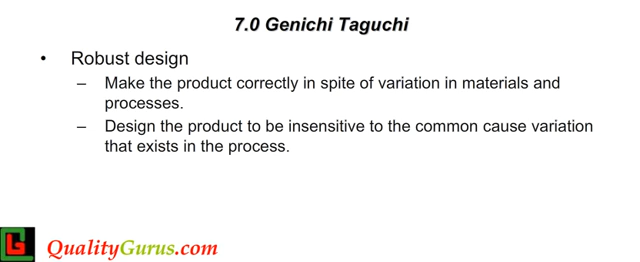 7.0 Genichi Taguchi
• Robust design
– Make the product correctly in spite of variation in materials and
processes.
– Design the product to be insensitive to the common cause variation
that exists in the process.
QualityGurus.com